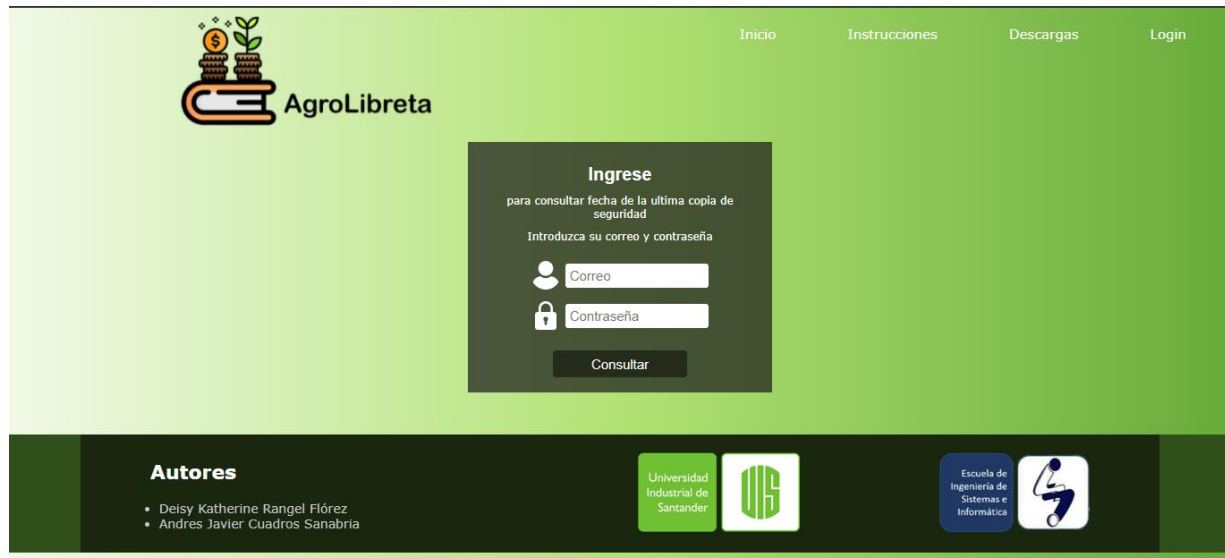 AgroLibreta
Inicio
Instrucciones
Descargas
Login
Ingrese
para consultar fecha de la ultima copia de
seguridad
Introduzca su correo y contraseña
Correo
Contraseña
Consultar
Autores
Deisy Katherine Rangel Flórez
Andres Javier Cuadros Sanabria
Universidad
Industrial de
Santander
UIS
Escuela de
Ingeniería de
Sistemas e
Informática